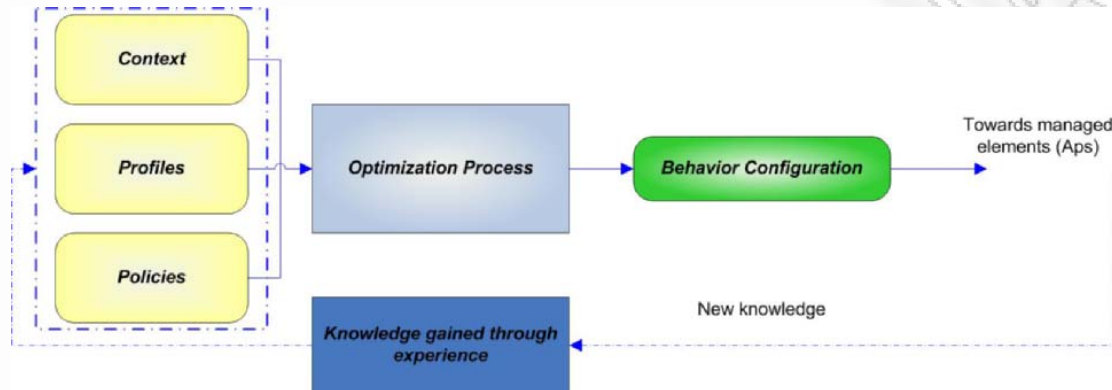 Context
Profiles
Policies
Optimization Process
Behavior Configuration
Towards managed
elements (Aps)
New knowledge
Knowledge gained through
experience